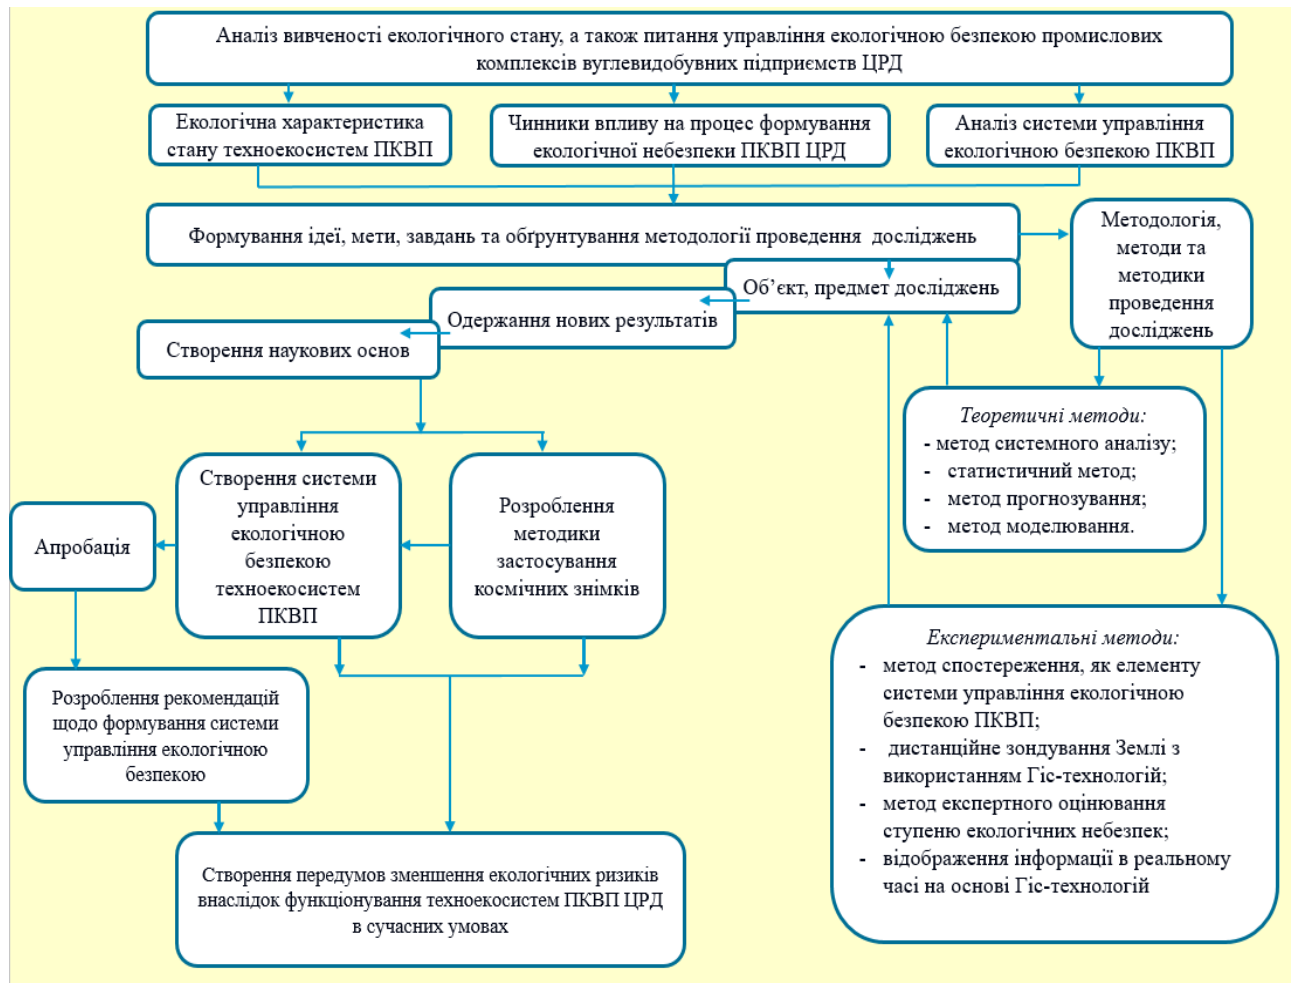 Аналіз вивченості екологічного стану, а також питання управління екологічною безпекою промислових
комплексів вуглевидобувних підприємств ЦРД
Екологічна характеристика
стану техноекосистем ПКВП
Чинники впливу на процес формування
екологічної небезпеки ПКВП ЦРД
Аналіз системи управління
екологічною безпекою ПКВП
Формування ідеї, мети, завдань та обґрунтування методології проведення досліджень
Методологія,
методи та
методики
проведення
досліджень
Об’єкт, предмет досліджень
Одержання нових результатів
Створення наукових основ
Теоретичні методи:
- метод системного аналізу;
- статистичний метод;
- метод прогнозування;
- метод моделювання.
Створення системи
управління
екологічною
безпекою
техноекосистем
ПКВП
Розроблення
методики
застосування
космічних знімків
Апробація
Розроблення рекомендацій
щодо формування системи
управління екологічною
безпекою
Експериментальні методи:
- метод спостереження, як елементу
системи управління екологічною
безпекою ПКВП;
- дистанційне зондування Землі з
використанням Гіс-технологій;
- метод експертного оцінювання
ступеню екологічних небезпек;
- відображення інформації в реальному
часі на основі Гіс-технологій
Створення передумов зменшення екологічних ризиків
внаслідок функціонування техноекосистем ПКВП ЦРД
в сучасних умовах